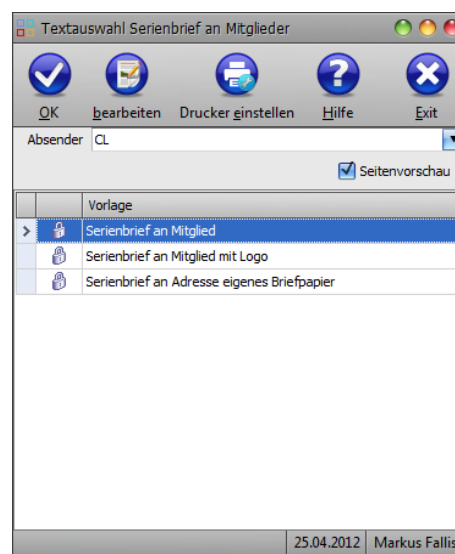 Textauswahl Serienbrief an Mitglieder
OK bearbeiten Drucker einstellen Hilfe Exit
Absender CL
Seitenvorschau
Vorlage
Serienbrief an Mitglied
Serienbrief an Mitglied mit Logo
Serienbrief an Adresse eigenes Briefpapier
25.04.2012 Markus Fallis